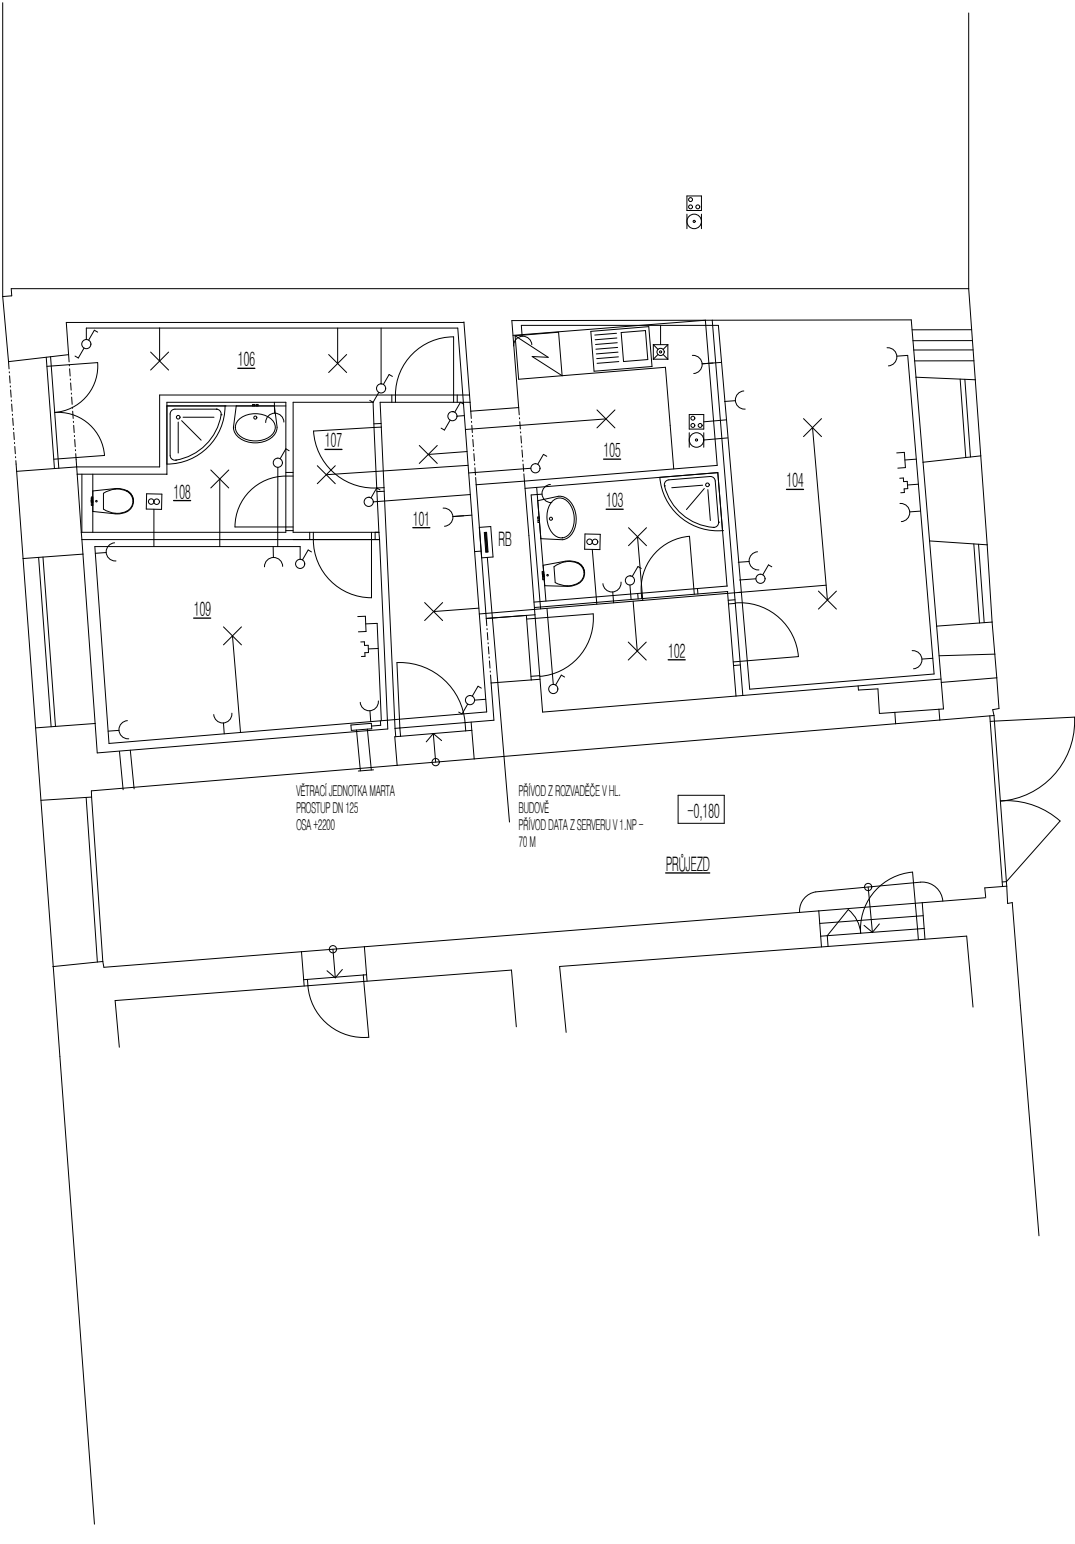 106
107
105
104
108
103
101
RB
109
102
VĚTRACÍ JEDNOTKA MARTA
PROSTUP DN 125
OSA +2200
PŘÍVOD Z ROZVADĚČE V HL.
BUDOVĚ
PŘÍVOD DATA Z SERVERU V 1.NP -
70 M
-0,180
PRŮJEZD